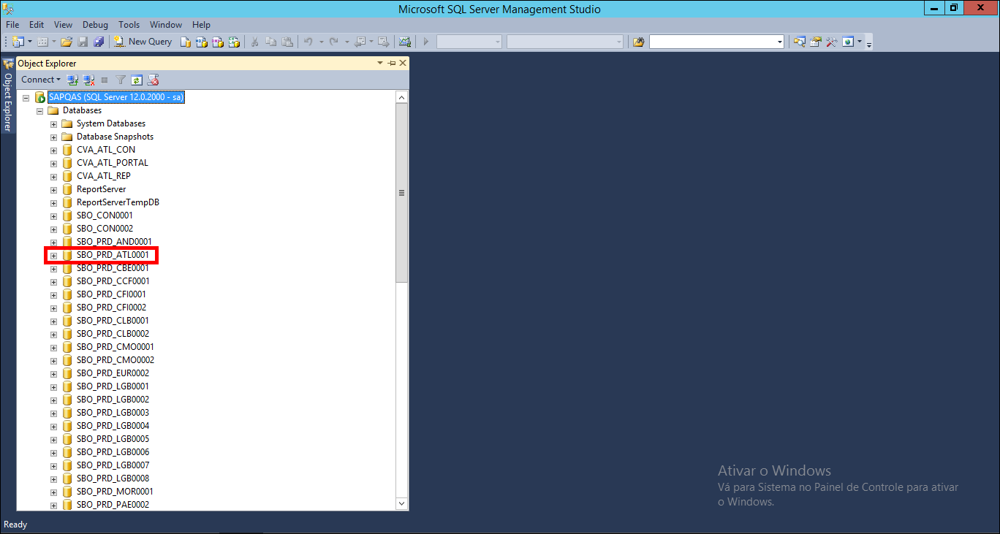 Microsoft SQL Server Management Studio
File Edit View Debug Tools Window Help
New Query
Object Explorer
Object Explorer
Connect
SAPQAS (SQL Server 12.0.2000 - sa)
Databases
System Databases
Database Snapshots
CVA_ATL_CON
CVA_ATL_PORTAL
CVA_ATL_REP
ReportServer
ReportServerTempDB
SBO_CON0001
SBO_CON0002
SBO_PRD_AND0001
SBO_PRD_ATL0001
SBO_PRD_CBE0001
SBO_PRD_CCF0001
SBO_PRD_CFI0001
SBO_PRD_CFI0002
SBO_PRD_CLB0001
SBO_PRD_CLB0002
SBO_PRD_CMO0001
SBO_PRD_CMO0002
SBO_PRD_EUR0002
SBO_PRD_LGB0001
SBO_PRD_LGB0002
SBO_PRD_LGB0003
SBO_PRD_LGB0004
SBO_PRD_LGB0005
SBO_PRD_LGB0006
SBO_PRD_LGB0007
SBO_PRD_LGB0008
SBO_PRD_MOR0001
SBO_PRD_PAE0002
Ativar o Windows
Vá para Sistema no Painel de Controle para ativar
o Windows.
Ready